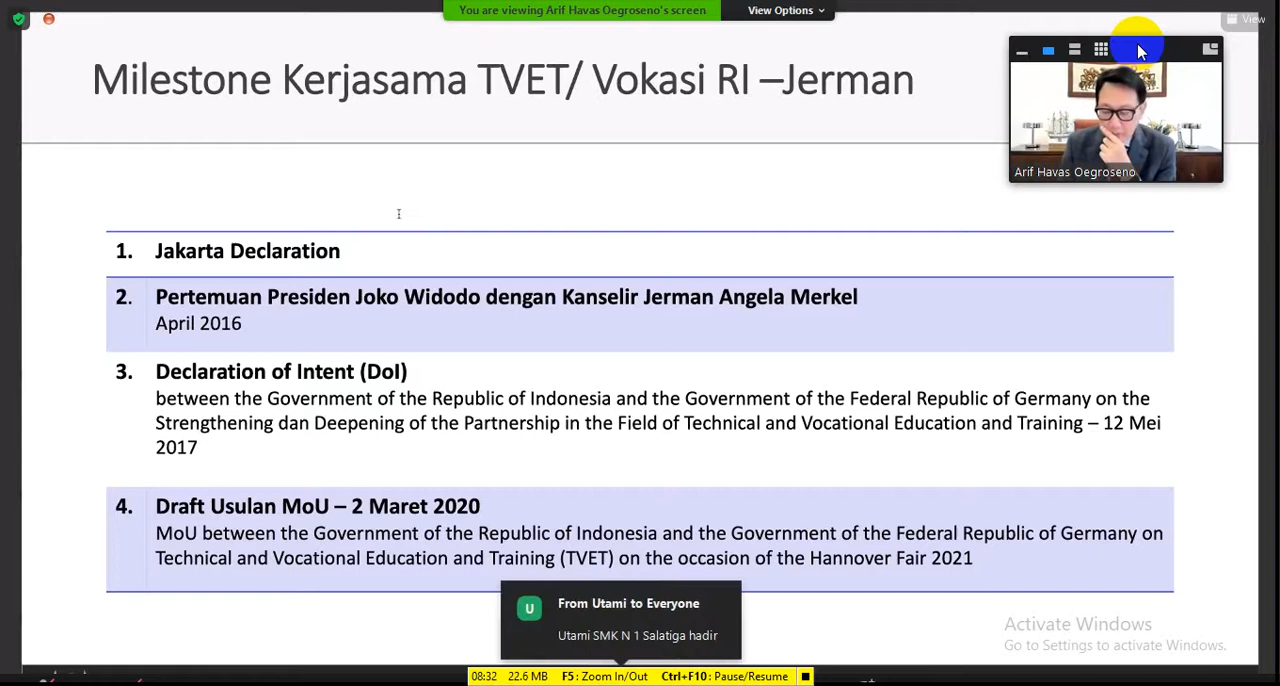 You are viewing Arif Havas Oegroseno's screen
View Options
View
Milestone Kerjasama TVET/ Vokasi RI –Jerman
Arif Havas Oegroseno
1. Jakarta Declaration
2. Pertemuan Presiden Joko Widodo dengan Kanselir Jerman Angela Merkel
April 2016
3. Declaration of Intent (DoI)
between the Government of the Republic of Indonesia and the Government of the Federal Republic of Germany on the
Strengthening dan Deepening of the Partnership in the Field of Technical and Vocational Education and Training – 12 Mei
2017
4. Draft Usulan MoU – 2 Maret 2020
MoU between the Government of the Republic of Indonesia and the Government of the Federal Republic of Germany on
Technical and Vocational Education and Training (TVET) on the occasion of the Hannover Fair 2021
U
From Utami to Everyone
Utami SMK N 1 Salatiga hadir
Activate Windows
Go to Settings to activate Windows.
08:32 22.6 MB F5: Zoom In/Out Ctrl+F10: Pause/Resume